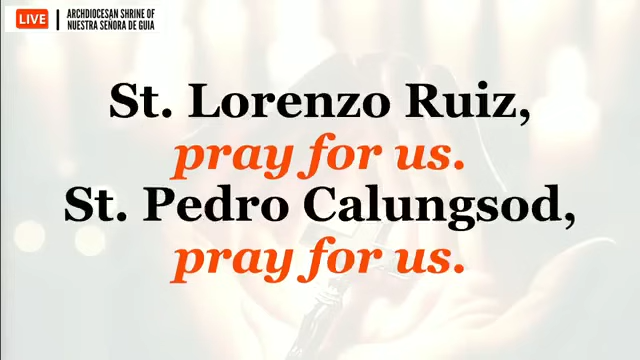 LIVE
ARCHDIOCESAN SHRINE OF
NUESTRA SEÑORA DE GUIA
St. Lorenzo Ruiz,
pray for us.
St. Pedro Calungsod,
pray for us.